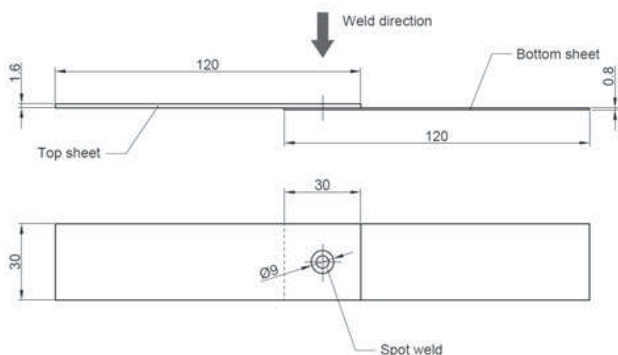 Weld direction
120
Bottom sheet
1.6
0.8
Top sheet
120
30
30
Ø9
Spot weld